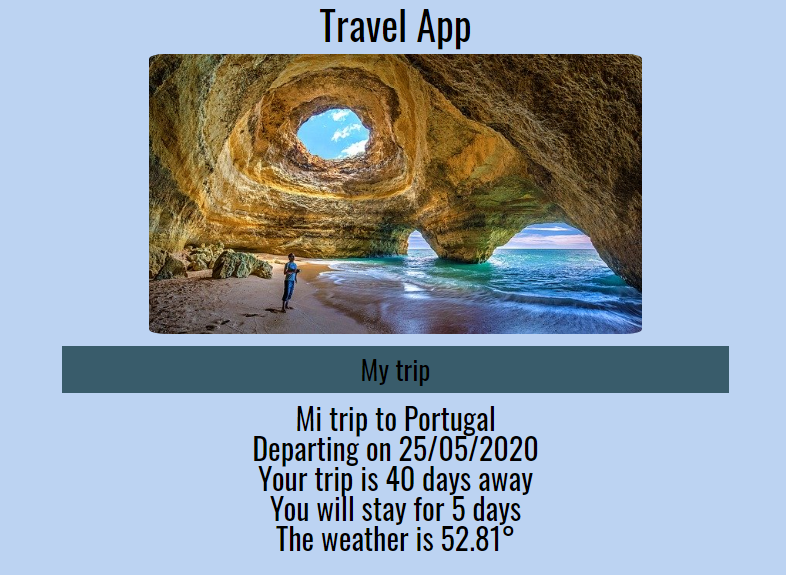 Travel App
My trip
Mi trip to Portugal
Departing on 25/05/2020
Your trip is 40 days away
You will stay for 5 days
The weather is 52.81°